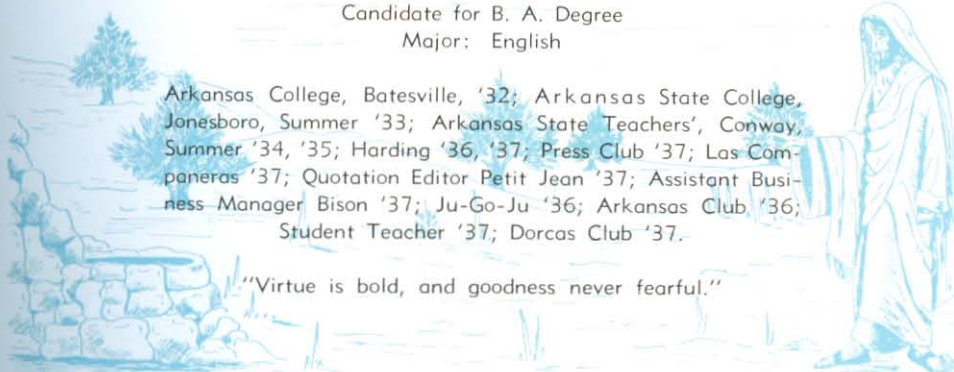 Candidate for B. A. Degree
Major: English
Arkansas College, Batesville, '32; Arkansas State College,
Jonesboro, Summer '33; Arkansas State Teachers', Conway,
Summer '34, '35; Harding '36, '37; Press Club '37; Las Com-
paneras '37; Quotation Editor Petit Jean '37; Assistant Busi-
ness Manager Bison '37; Ju-Go-Ju '36; Arkansas Club '36;
Student Teacher '37; Dorcas Club '37.
"Virtue is bold, and goodness never fearful."